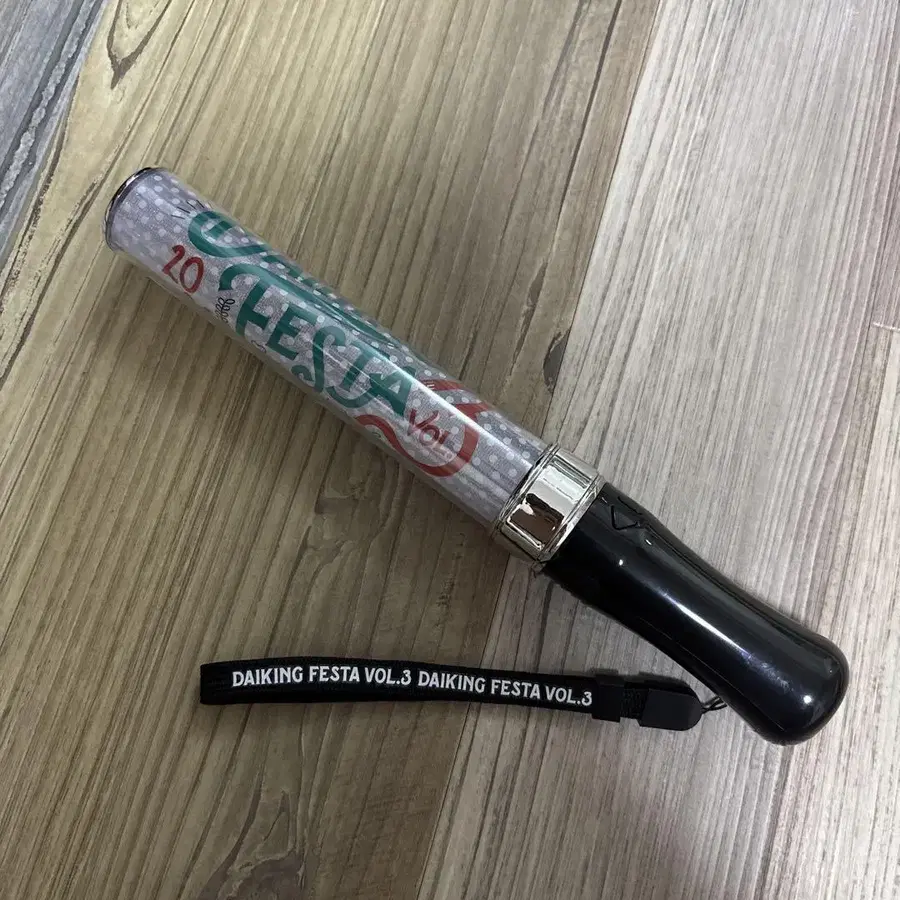 20
FESTA
VOL.
DAIKING FESTA VOL.3 DAIKING FESTA VOL.3